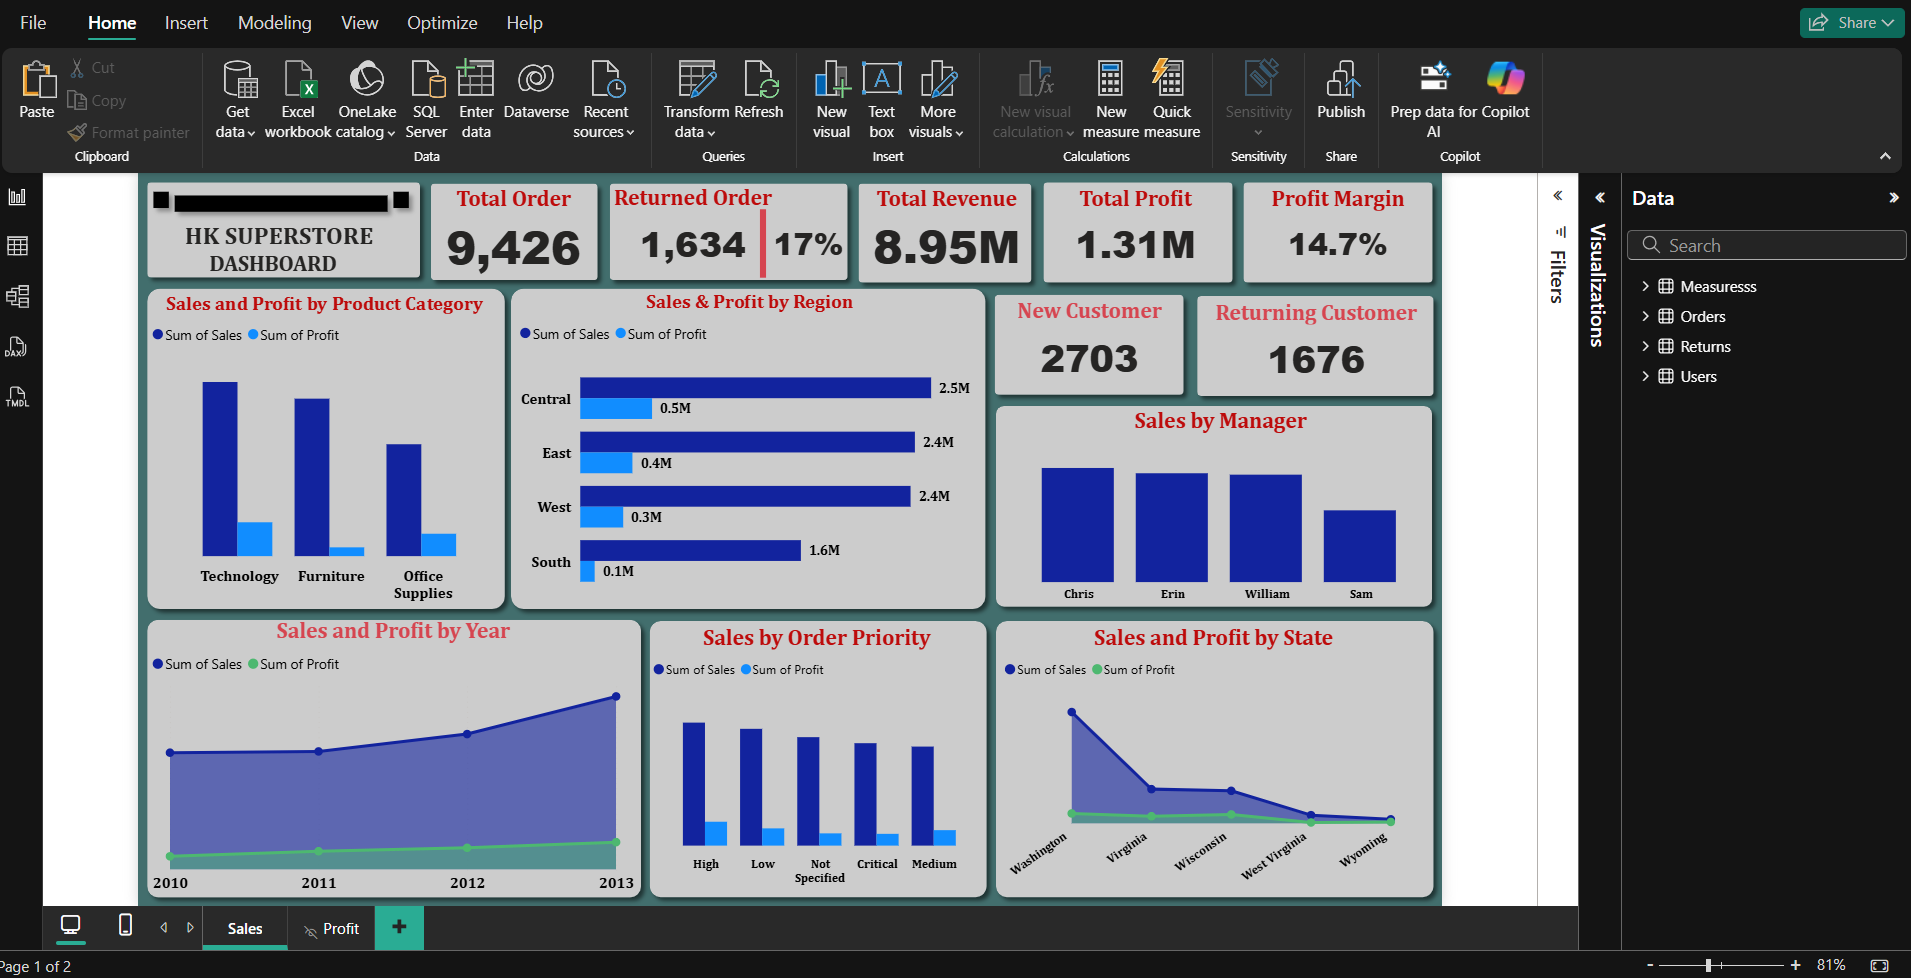 File Home Insert Modeling View Optimize Help Share
Paste
Cut
Copy
Format painter
Clipboard
Get data
Excel workbook
OneLake catalog
SQL Server
Enter data
Dataverse
Recent sources
Data
Transform data
Refresh
Queries
New visual
Text box
More visuals
Insert
New visual calculation
New measure
Quick measure
Calculations
Sensitivity
Sensitivity
Publish
Share
Prep data for AI
Copilot
Copilot
DAX
TMDL
HK SUPERSTORE
DASHBOARD
Total Order
9,426
Returned Order
1,634 17%
Total Revenue
8.95M
Total Profit
1.31M
Profit Margin
14.7%
Sales and Profit by Product Category
Sum of Sales Sum of Profit
Technology Furniture Office
Supplies
Sales & Profit by Region
Sum of Sales Sum of Profit
Central 2.5M
0.5M
East 2.4M
0.4M
West 2.4M
0.3M
South 1.6M
0.1M
New Customer
2703
Returning Customer
1676
Sales by Manager
Chris Erin William Sam
Sales and Profit by Year
Sum of Sales Sum of Profit
2010 2011 2012 2013
Sales by Order Priority
Sum of Sales Sum of Profit
High Low Not Critical Medium
Specified
Sales and Profit by State
Sum of Sales Sum of Profit
Washington Virginia Wisconsin West Virginia Wyoming
Filters
Visualizations
Data
Search
Measuresss
Orders
Returns
Users
Sales Profit +
Page 1 of 2
- + 81%